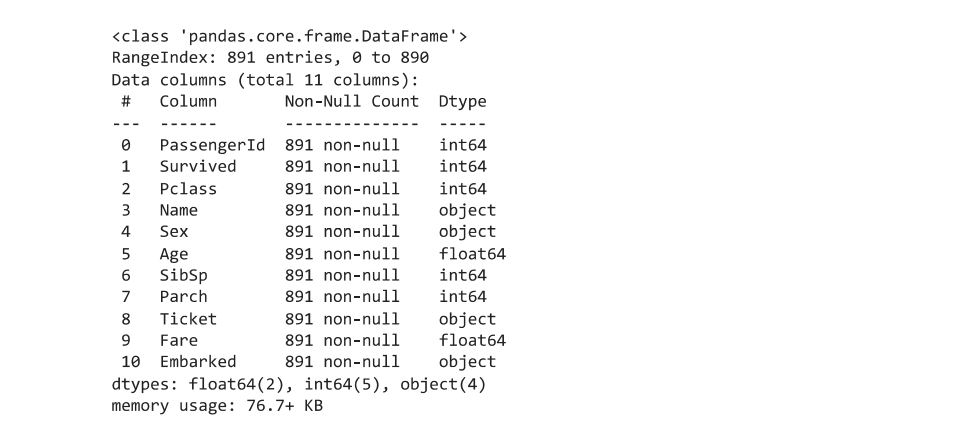 <class 'pandas.core.frame.DataFrame'>
RangeIndex: 891 entries, 0 to 890
Data columns (total 11 columns):
 #   Column       Non-Null Count  Dtype
---  ------       --------------  -----
 0   PassengerId  891 non-null    int64
 1   Survived     891 non-null    int64
 2   Pclass       891 non-null    int64
 3   Name         891 non-null    object
 4   Sex          891 non-null    object
 5   Age          891 non-null    float64
 6   SibSp        891 non-null    int64
 7   Parch        891 non-null    int64
 8   Ticket       891 non-null    object
 9   Fare         891 non-null    float64
 10  Embarked     891 non-null    object
dtypes: float64(2), int64(5), object(4)
memory usage: 76.7+ KB